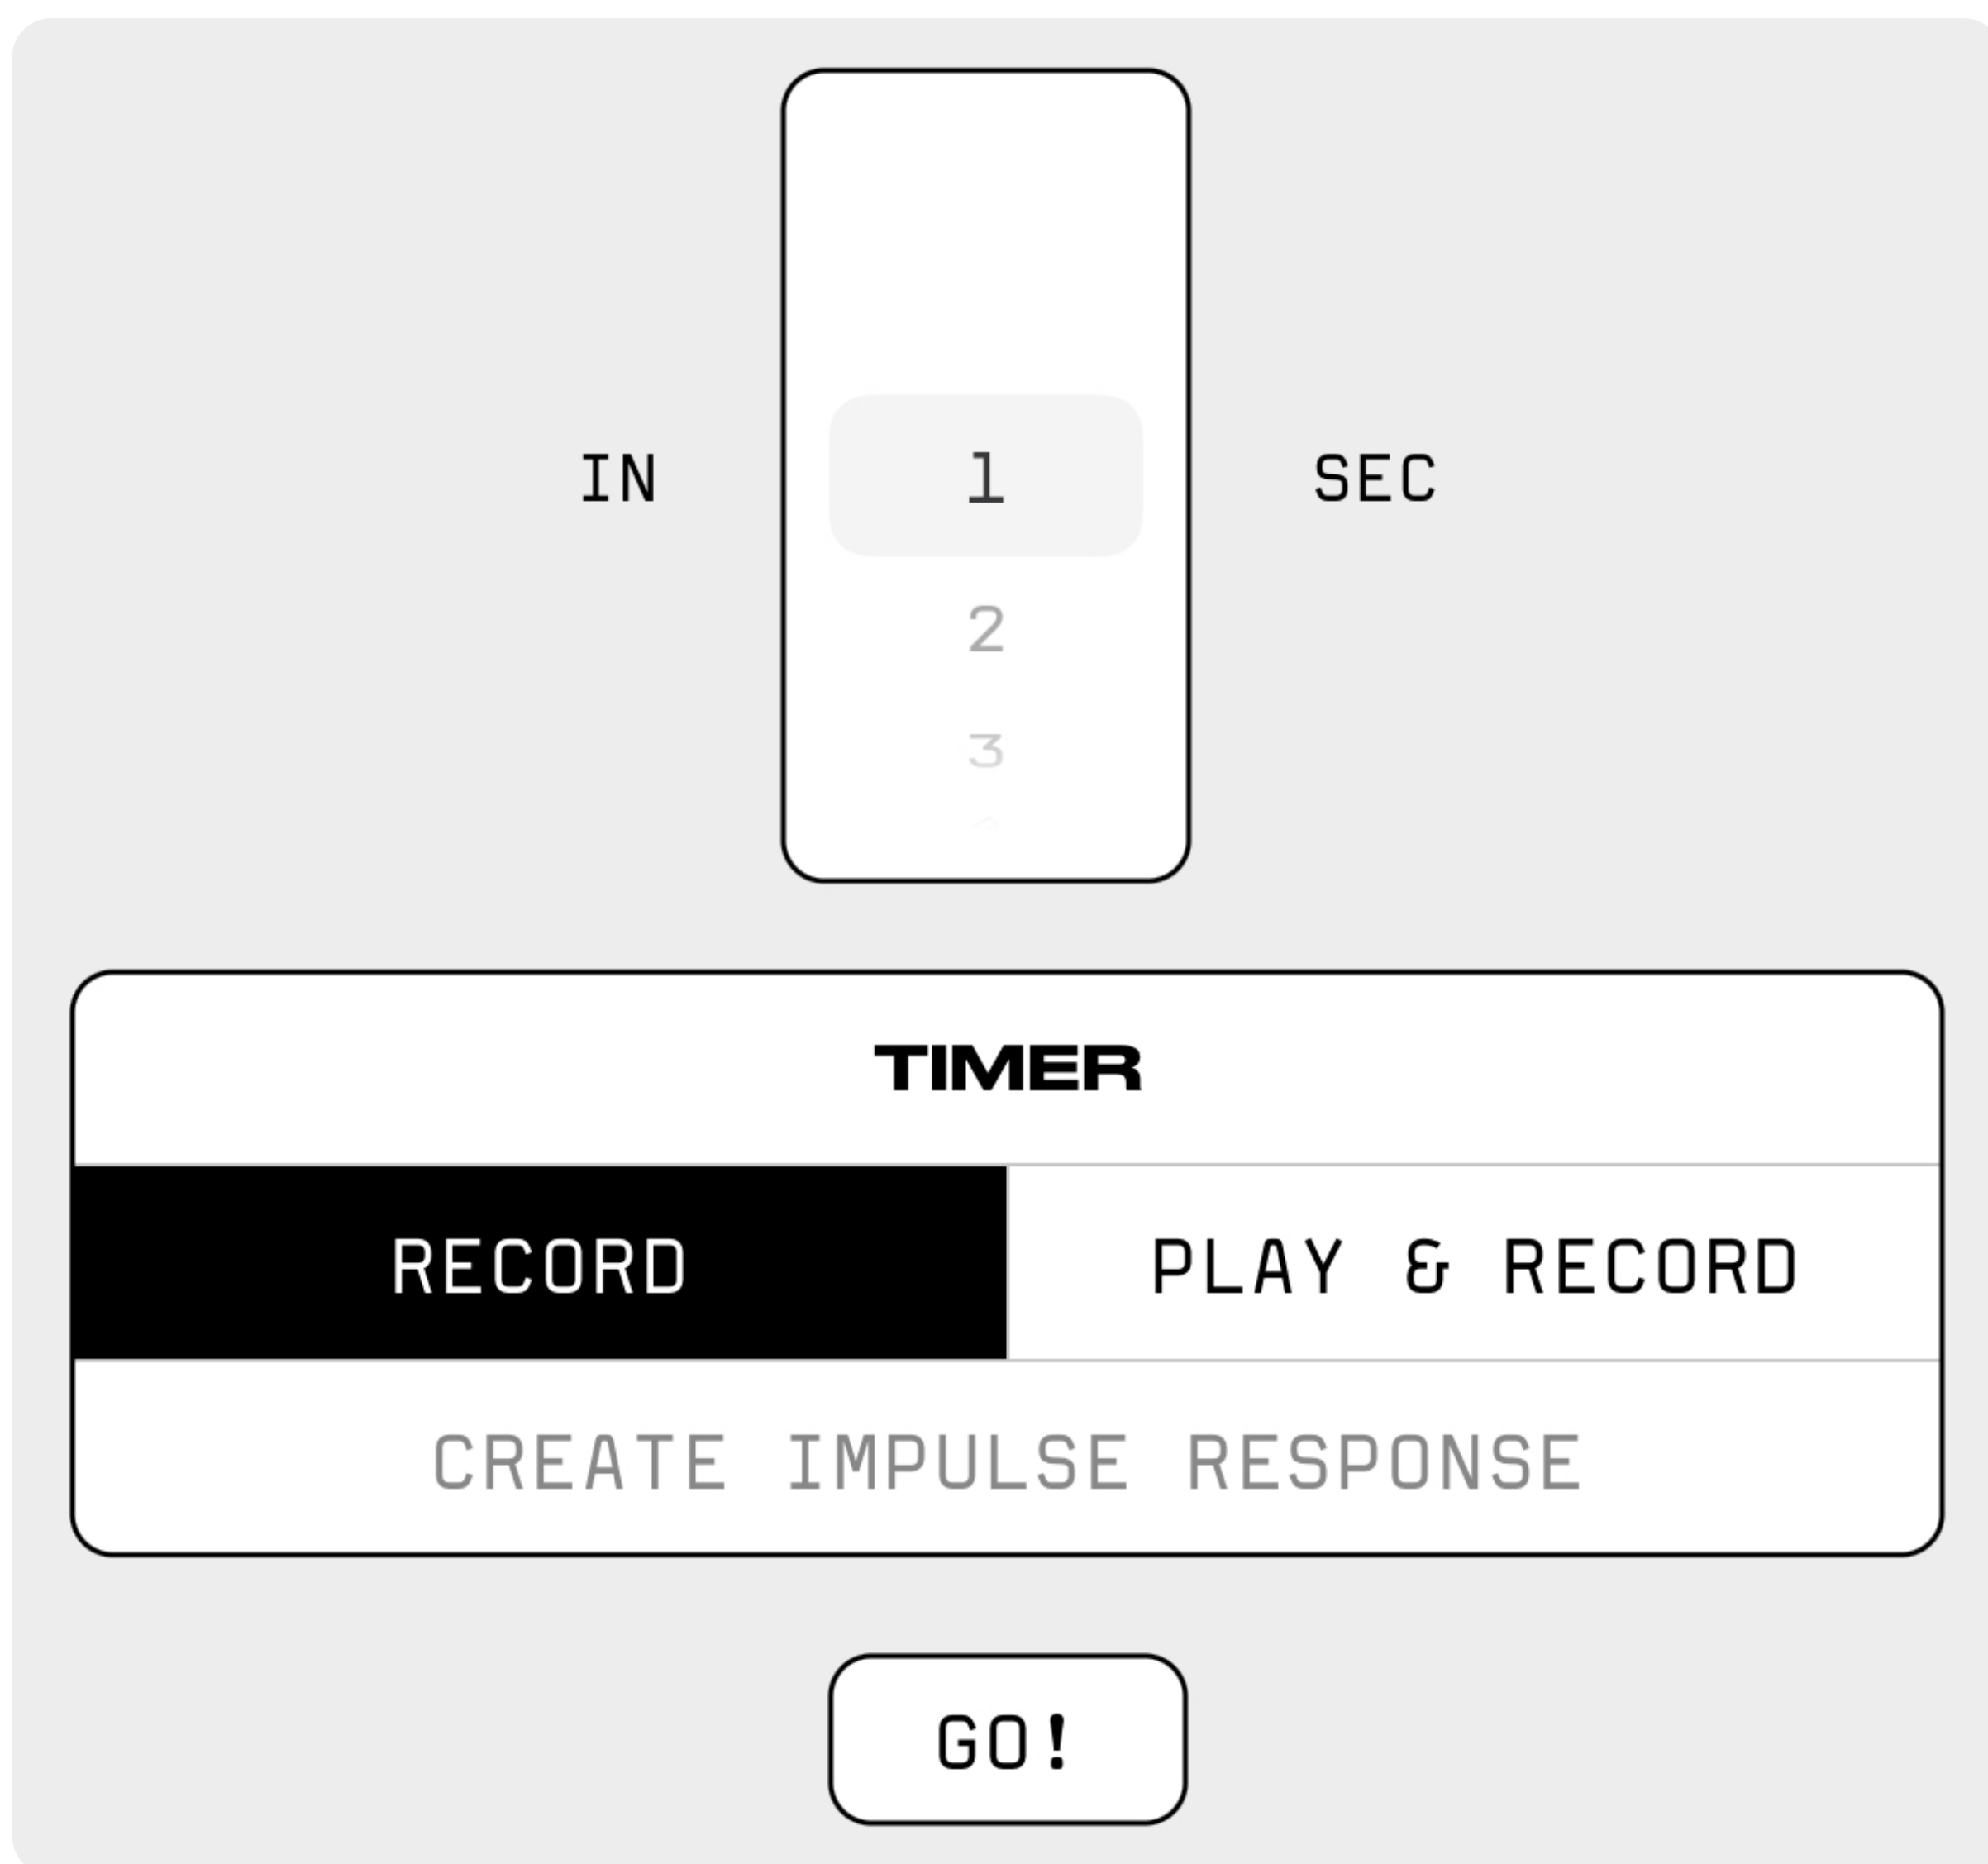 IN 1 SEC
2
3
TIMER
RECORD PLAY & RECORD
CREATE IMPULSE RESPONSE
GO!